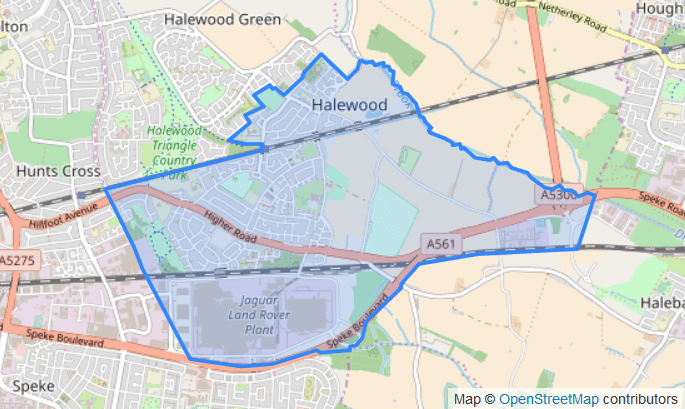 Halewood Green
Netherley Road
Hough
lton
Halewood
ook
Halewood
Triangle
Country
Park
Hunts Cross
A5300
Speke Road
Hillfoot Avenue
Higher Road
A561
A5275
Jaguar
Land Rover
Plant
Haleba
Speke Boulevard
Speke Boulevard
Speke
Map © OpenStreetMap contributors